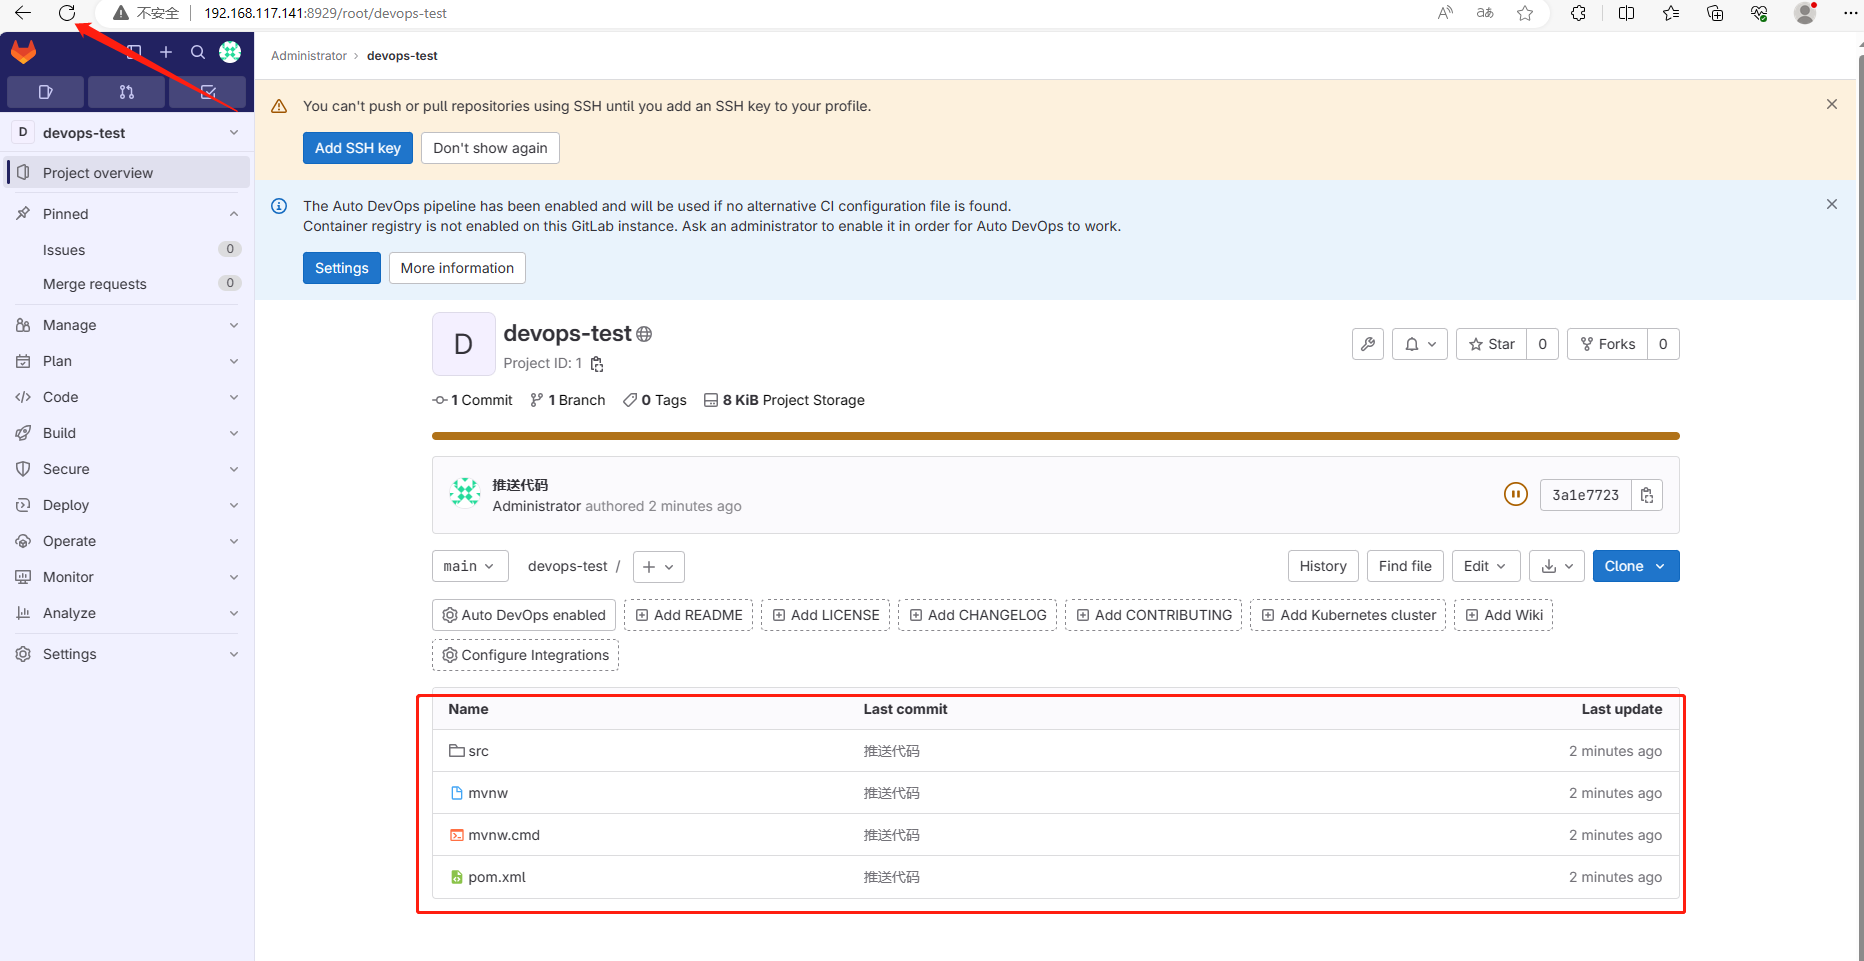 不安全 192.168.117.141:8929/root/devops-test
Administrator › devops-test
You can't push or pull repositories using SSH until you add an SSH key to your profile.
Add SSH key Don't show again
D devops-test
Project overview
Pinned
Issues 0
Merge requests 0
Manage
Plan
Code
Build
Secure
Deploy
Operate
Monitor
Analyze
Settings
The Auto DevOps pipeline has been enabled and will be used if no alternative CI configuration file is found.
Container registry is not enabled on this GitLab instance. Ask an administrator to enable it in order for Auto DevOps to work.
Settings More information
D devops-test
Project ID: 1
Star 0 Forks 0
1 Commit 1 Branch 0 Tags 8 KiB Project Storage
推送代码
Administrator authored 2 minutes ago
3a1e7723
main devops-test / + History Find file Edit Clone
Auto DevOps enabled Add README Add LICENSE Add CHANGELOG Add CONTRIBUTING Add Kubernetes cluster Add Wiki
Configure Integrations
Name Last commit Last update
src 推送代码 2 minutes ago
mvnw 推送代码 2 minutes ago
mvnw.cmd 推送代码 2 minutes ago
pom.xml 推送代码 2 minutes ago